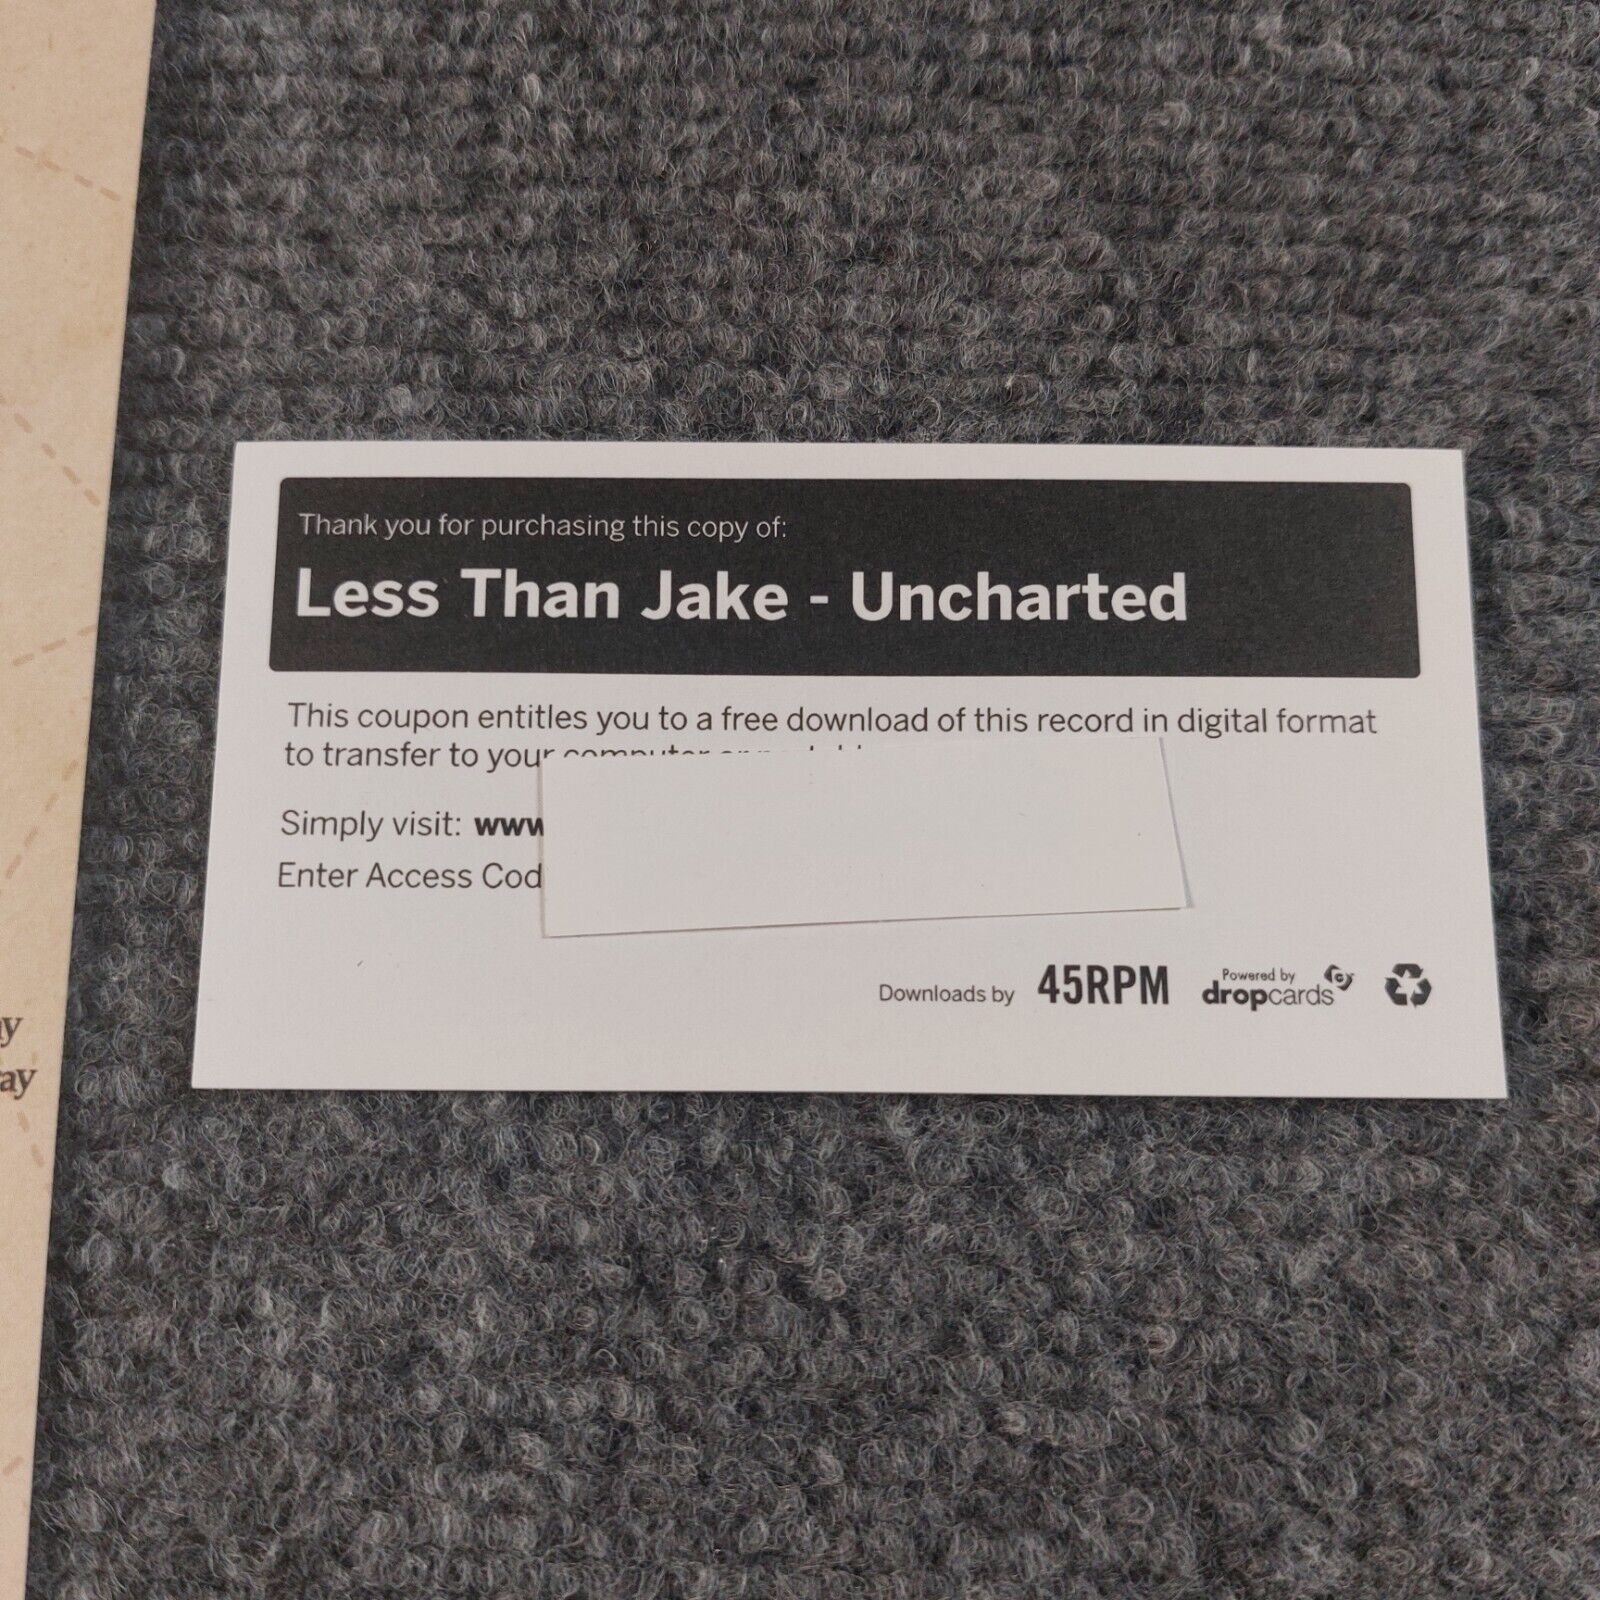 Thank you for purchasing this copy of:
Less Than Jake - Uncharted
This coupon entitles you to a free download of this record in digital format
to transfer to your
Simply visit: www
Enter Access Cod
Downloads by 45RPM Powered by dropcards
ay